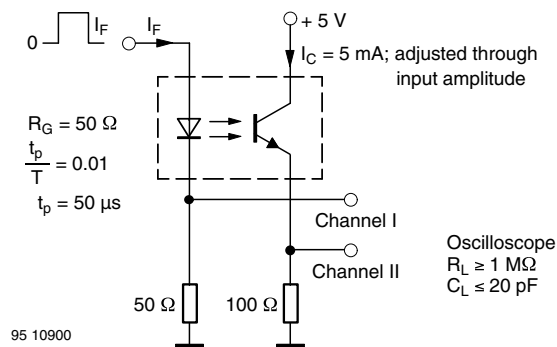 0
I_F
I_F
+ 5 V
I_C = 5 mA; adjusted through
input amplitude
R_G = 50 Ω
t_p
T
= 0.01
t_p = 50 μs
Channel I
Channel II
Oscilloscope
R_L ≥ 1 MΩ
C_L ≤ 20 pF
50 Ω
100 Ω
95 10900